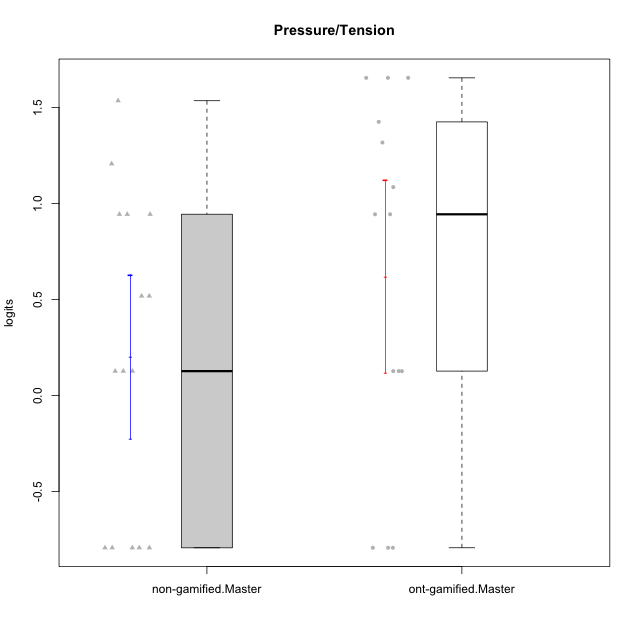 Pressure/Tension
logits
1.5
1.0
0.5
0.0
-0.5
non-gamified.Master
ont-gamified.Master